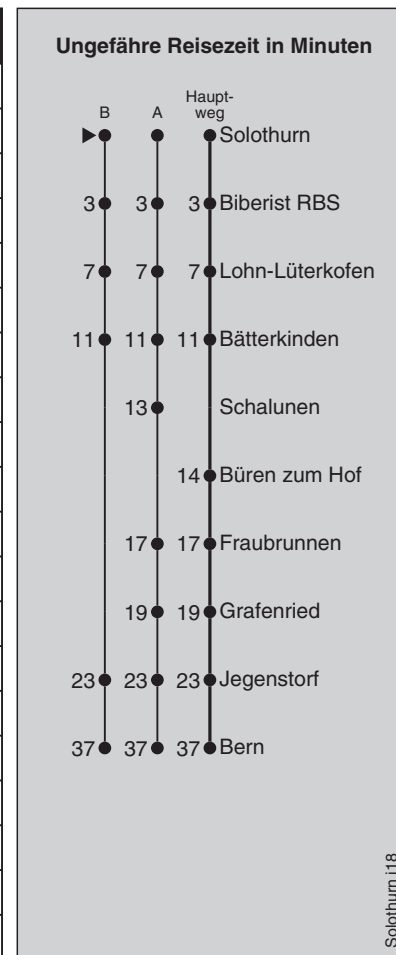 Ungefähre Reisezeit in Minuten
B A Haupt-
weg
Solothurn
3 3 3 Biberist RBS
7 7 7 Lohn-Lüterkofen
11 11 11 Bätterkinden
13 Schalunen
14 Büren zum Hof
17 17 Fraubrunnen
19 19 Grafenried
23 23 23 Jegenstorf
37 37 37 Bern
Solothurn i18